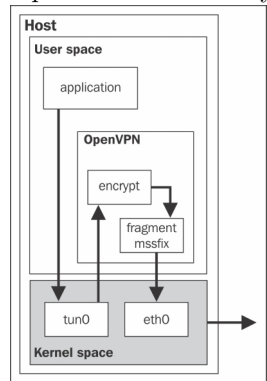 Host
User space
application
OpenVPN
encrypt
fragment
mssfix
tun0
eth0
Kernel space